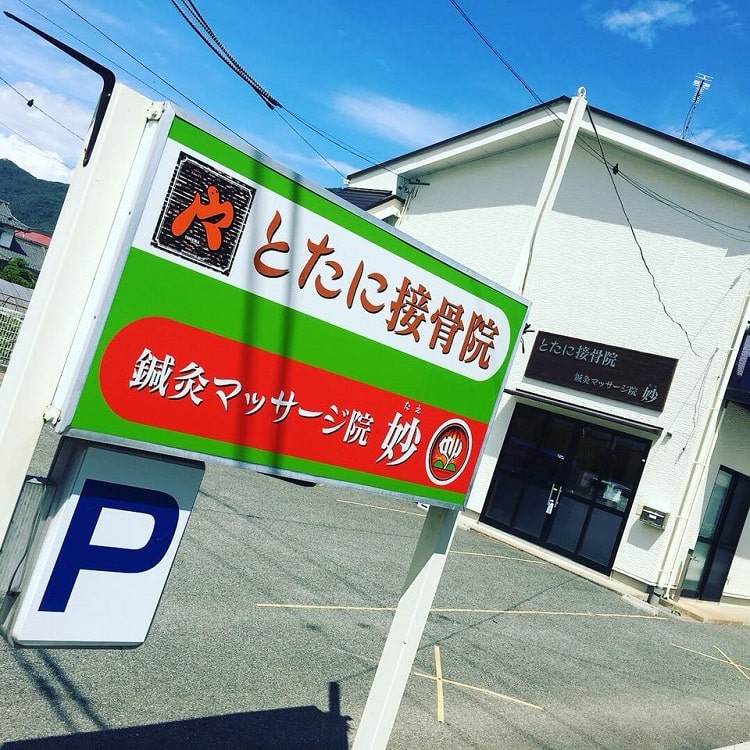 とたに接骨院
鍼灸マッサージ院 妙
たえ
P
とたに接骨院
鍼灸マッサージ院 妙